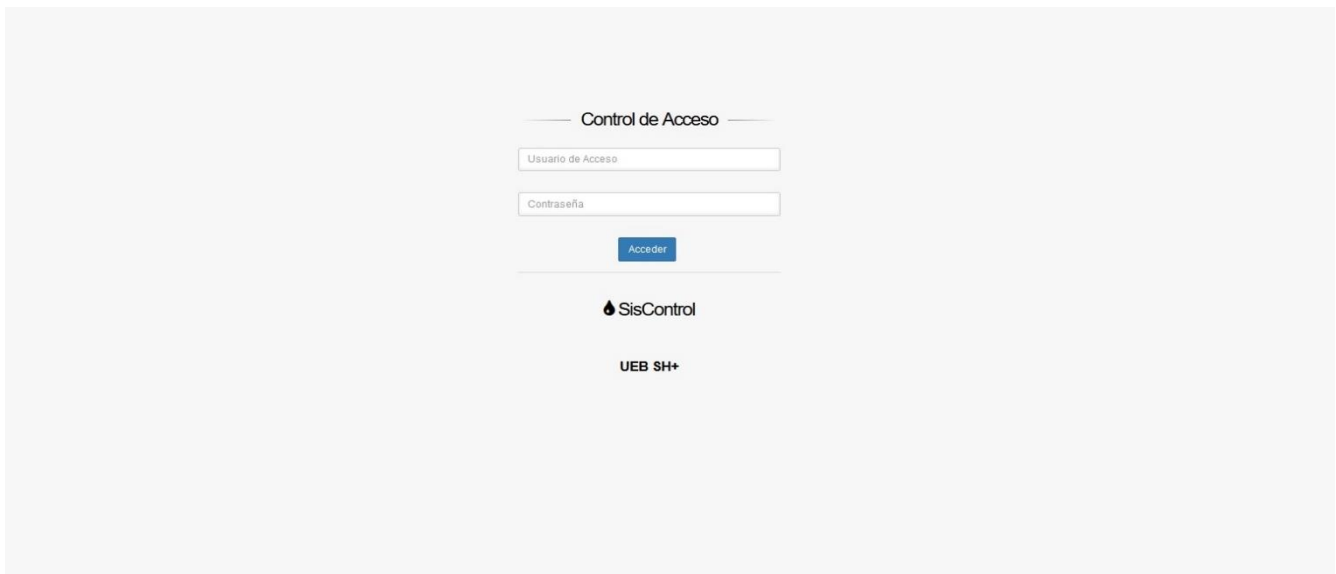 Control de Acceso
Usuario de Acceso
Contraseña
Acceder
SisControl
UEB SH+